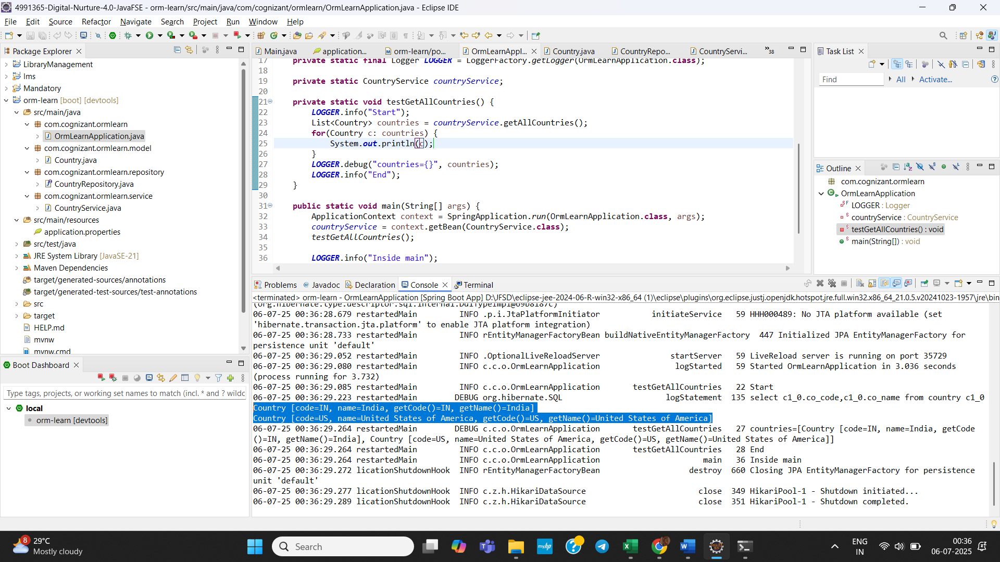 4991365-Digital-Nurture-4.0-JavaFSE - orm-learn/src/main/java/com/cognizant/ormlearn/OrmLearnApplication.java - Eclipse IDE
File Edit Source Refactor Navigate Search Project Run Window Help
Package Explorer
LibraryManagement
lms
Mandatory
orm-learn [boot] [devtools]
src/main/java
com.cognizant.ormlearn
OrmLearnApplication.java
com.cognizant.ormlearn.model
Country.java
com.cognizant.ormlearn.repository
CountryRepository.java
com.cognizant.ormlearn.service
CountryService.java
src/main/resources
application.properties
src/test/java
JRE System Library [JavaSE-21]
Maven Dependencies
target/generated-sources/annotations
target/generated-test-sources/test-annotations
src
target
HELP.md
mvnw
mvnw.cmd
Boot Dashboard
Type tags, projects, or working set names to match (incl. * and ? wildc
local
orm-learn [devtools]
Main.java application... orm-learn/po... OrmLearnAppl... Country.java CountryRepo... CountryServi... 38
17 private static final Logger LOGGER = LoggerFactory.getLogger(OrmLearnApplication.class);
18
19 private static CountryService countryService;
20
21 private static void testGetAllCountries() {
22 LOGGER.info("Start");
23 List<Country> countries = countryService.getAllCountries();
24 for(Country c: countries) {
25 System.out.println(c);
26 }
27 LOGGER.debug("countries={}", countries);
28 LOGGER.info("End");
29 }
30
31 public static void main(String[] args) {
32 ApplicationContext context = SpringApplication.run(OrmLearnApplication.class, args);
33 countryService = context.getBean(CountryService.class);
34 testGetAllCountries();
35
36 LOGGER.info("Inside main");
Task List
Find All Activate...
Outline
com.cognizant.ormlearn
OrmLearnApplication
LOGGER : Logger
countryService : CountryService
testGetAllCountries() : void
main(String[]) : void
Problems Javadoc Declaration Console Terminal
<terminated> orm-learn - OrmLearnApplication [Spring Boot App] D:\JFSD\eclipse-jee-2024-06-R-win32-x86_64 (1)\eclipse\plugins\org.eclipse.justj.openjdk.hotspot.jre.full.win32.x86_64_21.0.5.v20241023-1957\jre\bin
06-07-25 00:36:28.679 restartedMain INFO .p.i.JtaPlatformInitiator initiateService 59 HHH000489: No JTA platform available (set
'hibernate.transaction.jta.platform' to enable JTA platform integration)
06-07-25 00:36:28.733 restartedMain INFO rEntityManagerFactoryBean buildNativeEntityManagerFactory 447 Initialized JPA EntityManagerFactory for
persistence unit 'default'
06-07-25 00:36:29.052 restartedMain INFO .OptionalLiveReloadServer startServer 59 LiveReload server is running on port 35729
06-07-25 00:36:29.080 restartedMain INFO c.c.o.OrmLearnApplication logStarted 59 Started OrmLearnApplication in 3.036 seconds
(process running for 3.732)
06-07-25 00:36:29.085 restartedMain INFO c.c.o.OrmLearnApplication testGetAllCountries 22 Start
06-07-25 00:36:29.223 restartedMain DEBUG org.hibernate.SQL logStatement 135 select c1_0.co_code,c1_0.co_name from country c1_0
Country [code=IN, name=India, getCode()=IN, getName()=India]
Country [code=US, name=United States of America, getCode()=US, getName()=United States of America]
06-07-25 00:36:29.264 restartedMain DEBUG c.c.o.OrmLearnApplication testGetAllCountries 27 countries=[Country [code=IN, name=India, getCode
()=IN, getName()=India], Country [code=US, name=United States of America, getCode()=US, getName()=United States of America]]
06-07-25 00:36:29.264 restartedMain INFO c.c.o.OrmLearnApplication testGetAllCountries 28 End
06-07-25 00:36:29.264 restartedMain INFO c.c.o.OrmLearnApplication main 36 Inside main
06-07-25 00:36:29.272 licationShutdownHook INFO rEntityManagerFactoryBean destroy 660 Closing JPA EntityManagerFactory for persistence
unit 'default'
06-07-25 00:36:29.277 licationShutdownHook INFO c.z.h.HikariDataSource close 349 HikariPool-1 - Shutdown initiated...
06-07-25 00:36:29.289 licationShutdownHook INFO c.z.h.HikariDataSource close 351 HikariPool-1 - Shutdown completed.
8
29°C
Mostly cloudy
Search
myhp
ENG
IN
00:36
06-07-2025